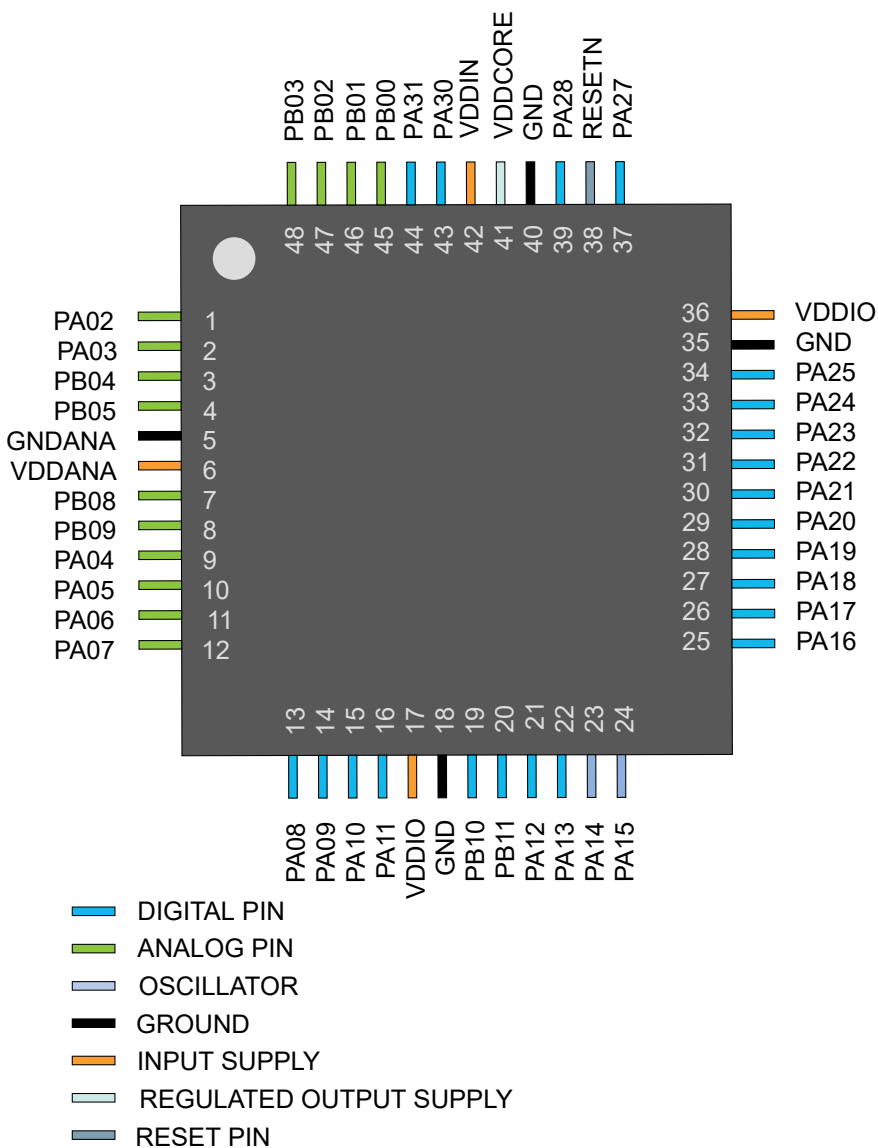 PB03
PB02
PB01
PB00
PA31
PA30
VDDIN
VDDCORE
GND
PA28
RESETN
PA27
48
47
46
45
44
43
42
41
40
39
38
37
PA02 1
PA03 2
PB04 3
PB05 4
GNDANA 5
VDDANA 6
PB08 7
PB09 8
PA04 9
PA05 10
PA06 11
PA07 12
36 VDDIO
35 GND
34 PA25
33 PA24
32 PA23
31 PA22
30 PA21
29 PA20
28 PA19
27 PA18
26 PA17
25 PA16
13
14
15
16
17
18
19
20
21
22
23
24
PA08
PA09
PA10
PA11
VDDIO
GND
PB10
PB11
PA12
PA13
PA14
PA15
DIGITAL PIN
ANALOG PIN
OSCILLATOR
GROUND
INPUT SUPPLY
REGULATED OUTPUT SUPPLY
RESET PIN